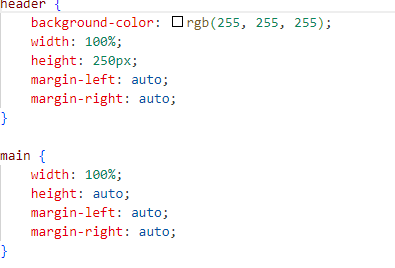 header {
    background-color: rgb(255, 255, 255);
    width: 100%;
    height: 250px;
    margin-left: auto;
    margin-right: auto;
}

main {
    width: 100%;
    height: auto;
    margin-left: auto;
    margin-right: auto;
}